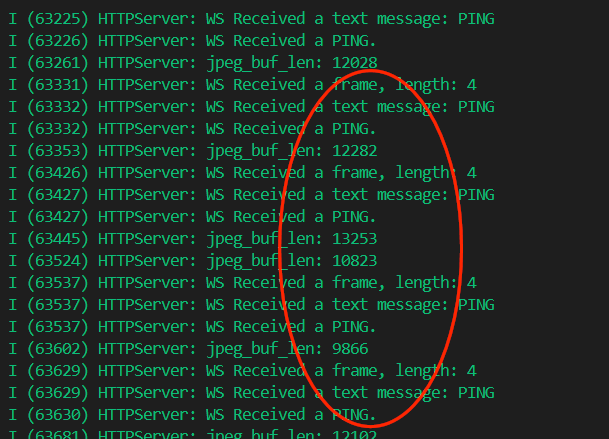 I (63225) HTTPServer: WS Received a text message: PING
I (63226) HTTPServer: WS Received a PING.
I (63261) HTTPServer: jpeg_buf_len: 12028
I (63331) HTTPServer: WS Received a frame, length: 4
I (63332) HTTPServer: WS Received a text message: PING
I (63332) HTTPServer: WS Received a PING.
I (63353) HTTPServer: jpeg_buf_len: 12282
I (63426) HTTPServer: WS Received a frame, length: 4
I (63427) HTTPServer: WS Received a text message: PING
I (63427) HTTPServer: WS Received a PING.
I (63445) HTTPServer: jpeg_buf_len: 13253
I (63524) HTTPServer: jpeg_buf_len: 10823
I (63537) HTTPServer: WS Received a frame, length: 4
I (63537) HTTPServer: WS Received a text message: PING
I (63537) HTTPServer: WS Received a PING.
I (63602) HTTPServer: jpeg_buf_len: 9866
I (63629) HTTPServer: WS Received a frame, length: 4
I (63629) HTTPServer: WS Received a text message: PING
I (63630) HTTPServer: WS Received a PING.
I (63681) HTTPServer: jpeg_buf_len: 12102